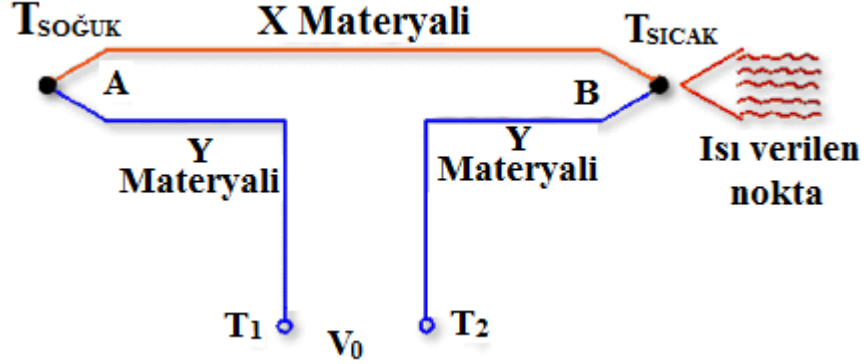 TSOĞUK
X Materyali
TSICAK
A
B
Y
Materyali
Y
Materyali
Isı verilen
nokta
T1
V0
T2